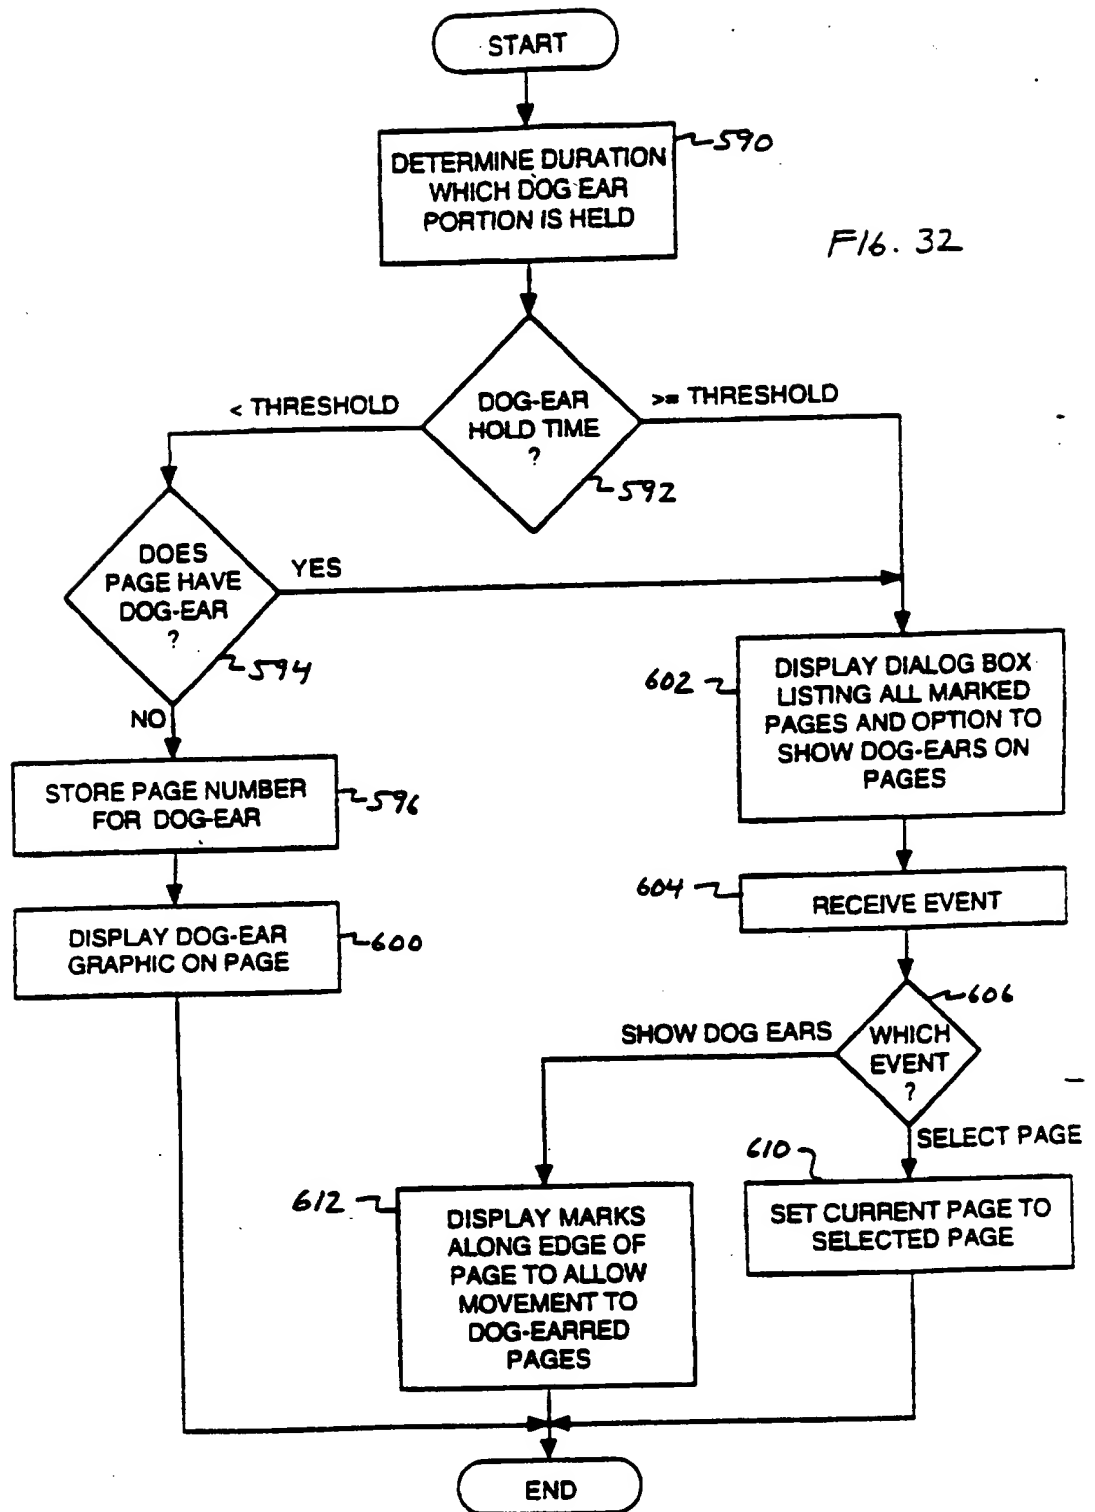 START
590
DETERMINE DURATION
WHICH DOG EAR
PORTION IS HELD
FIG. 32
< THRESHOLD
DOG-EAR
HOLD TIME
?
>= THRESHOLD
592
DOES
PAGE HAVE
DOG-EAR
?
YES
594
NO
602
DISPLAY DIALOG BOX
LISTING ALL MARKED
PAGES AND OPTION TO
SHOW DOG-EARS ON
PAGES
STORE PAGE NUMBER
FOR DOG-EAR
596
604
RECEIVE EVENT
DISPLAY DOG-EAR
GRAPHIC ON PAGE
600
606
SHOW DOG EARS
WHICH
EVENT
?
SELECT PAGE
610
612
DISPLAY MARKS
ALONG EDGE OF
PAGE TO ALLOW
MOVEMENT TO
DOG-EARRED
PAGES
SET CURRENT PAGE TO
SELECTED PAGE
END